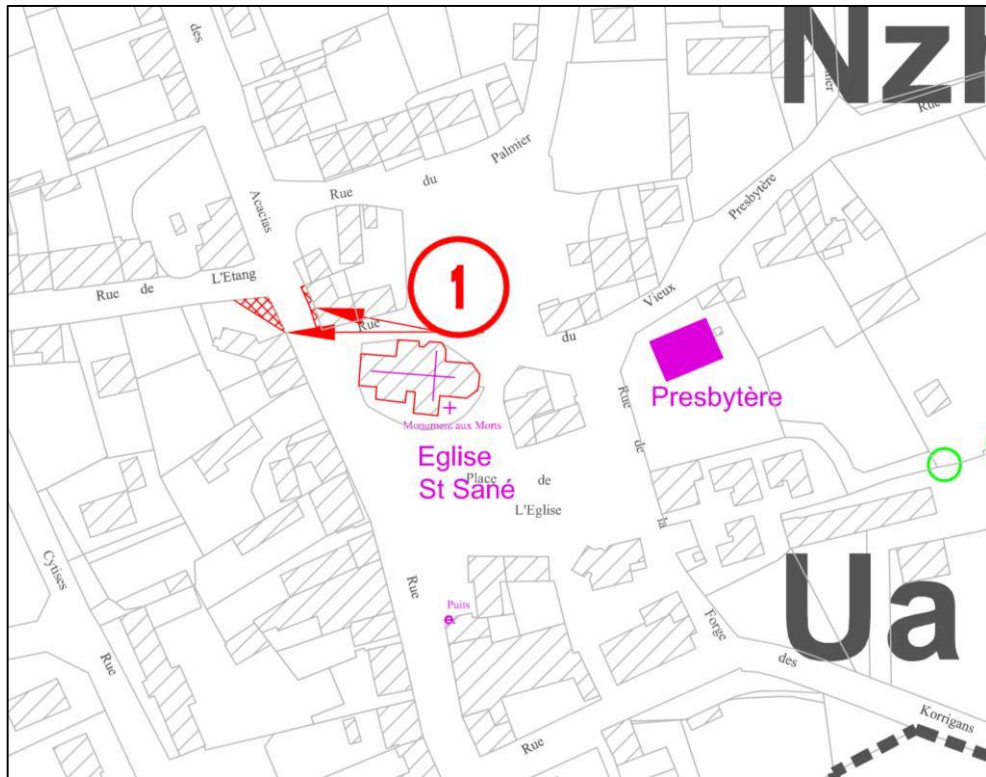 des
Nzh
Rue
Palmier
du
Rue
Acacias
Presbytère
L'Etang
de
Rue
1
Vieux
Rue
du
Presbytère
Rue
de
la
Monument aux Morts
Eglise
St Sané
Place de
L'Eglise
Cytises
Rue
Rue
Puits
Ua
Forge
des
Korrigans
Rue